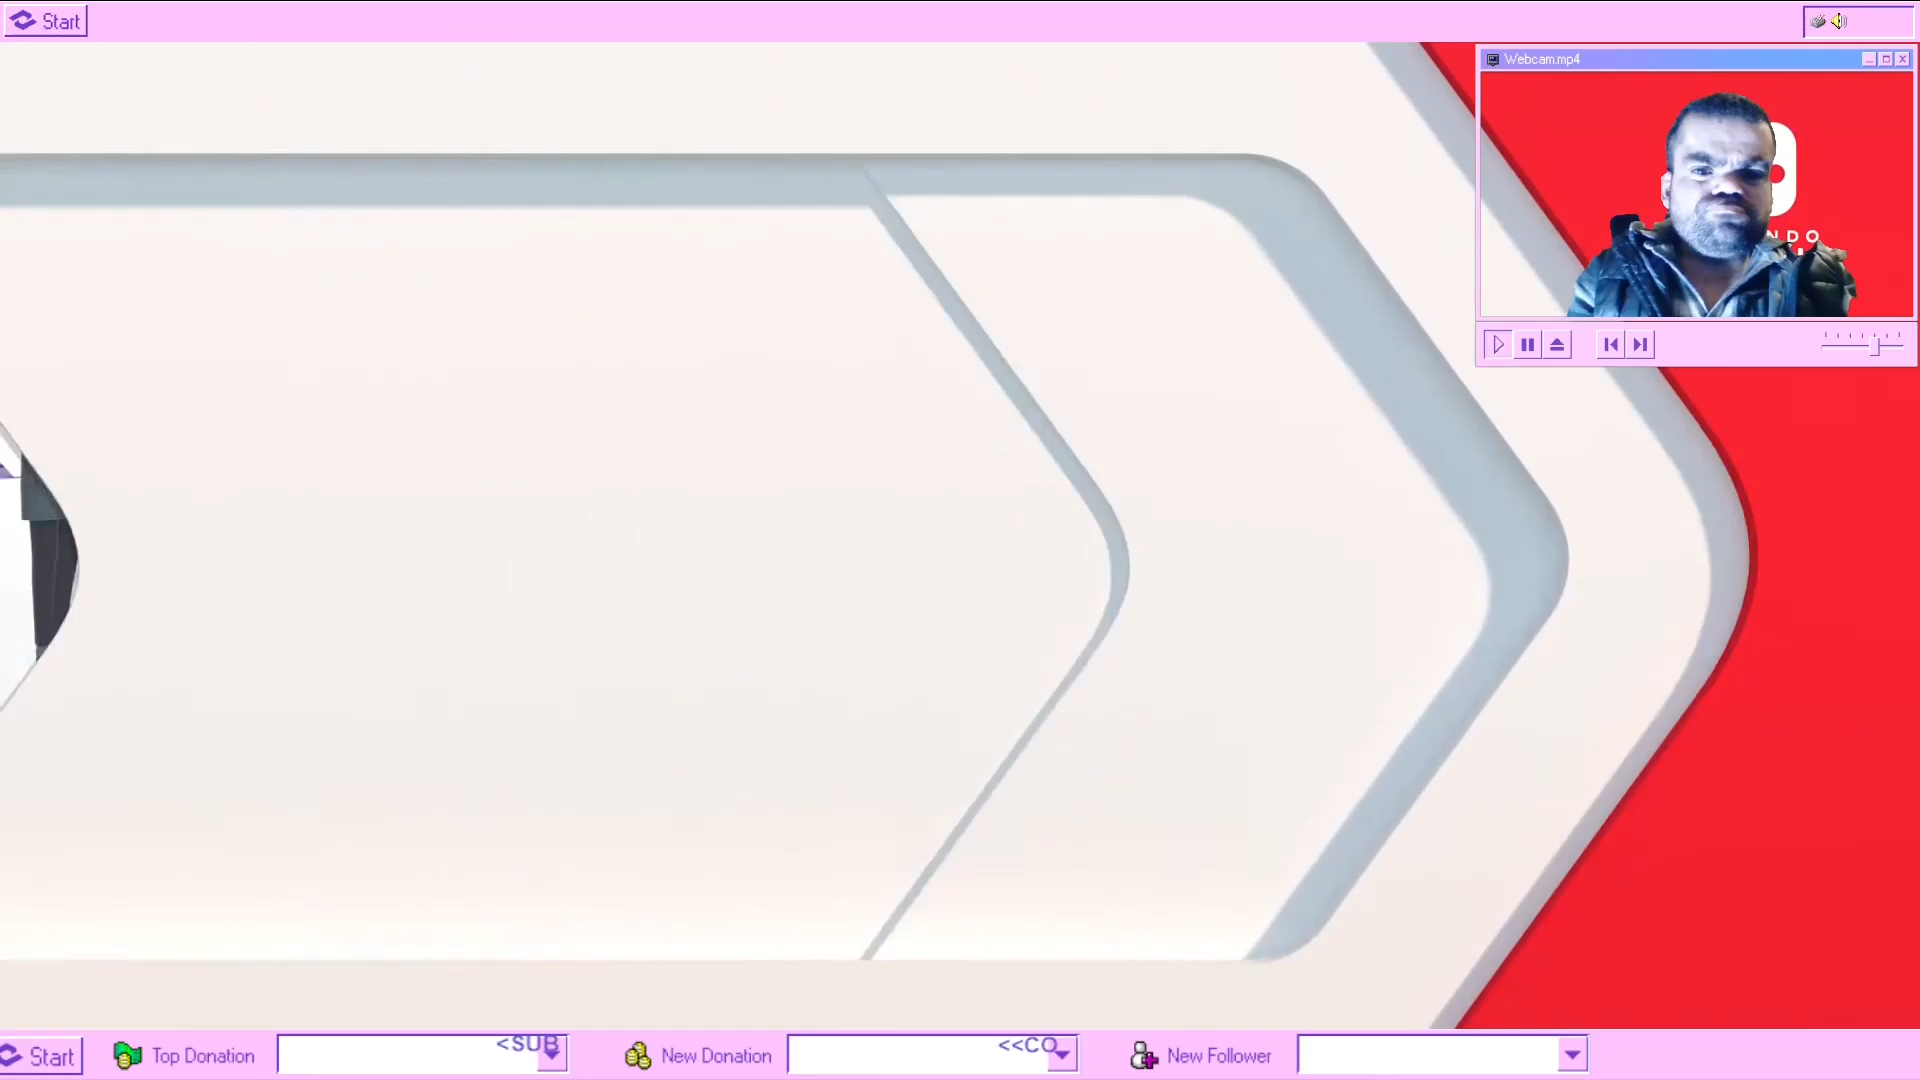 Start
Webcam.mp4
NDO
Start
Top Donation
<SUB
New Donation
<<CO
New Follower